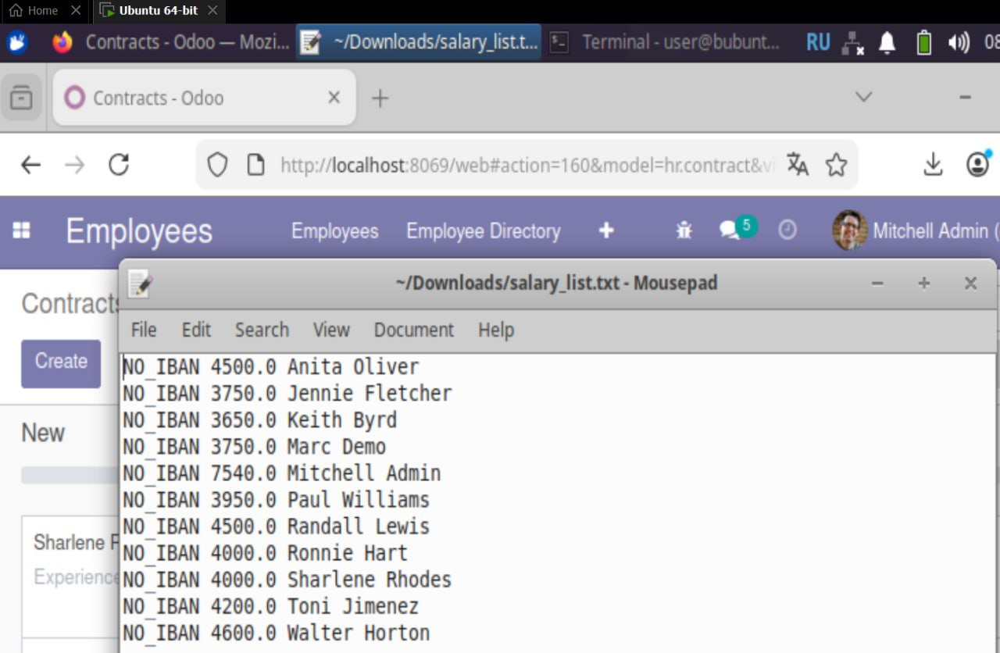 Home
Ubuntu 64-bit
Contracts - Odoo — Mozi...
~/Downloads/salary_list.t...
Terminal - user@bubunt...
RU
08
Contracts - Odoo
http://localhost:8069/web#action=160&model=hr.contract&vi
Employees
Employees
Employee Directory
5
Mitchell Admin (
~/Downloads/salary_list.txt - Mousepad
Contracts
File Edit Search View Document Help
Create
NO_IBAN 4500.0 Anita Oliver
NO_IBAN 3750.0 Jennie Fletcher
NO_IBAN 3650.0 Keith Byrd
New
NO_IBAN 3750.0 Marc Demo
NO_IBAN 7540.0 Mitchell Admin
NO_IBAN 3950.0 Paul Williams
NO_IBAN 4500.0 Randall Lewis
Sharlene R
NO_IBAN 4000.0 Ronnie Hart
Experience
NO_IBAN 4000.0 Sharlene Rhodes
NO_IBAN 4200.0 Toni Jimenez
NO_IBAN 4600.0 Walter Horton